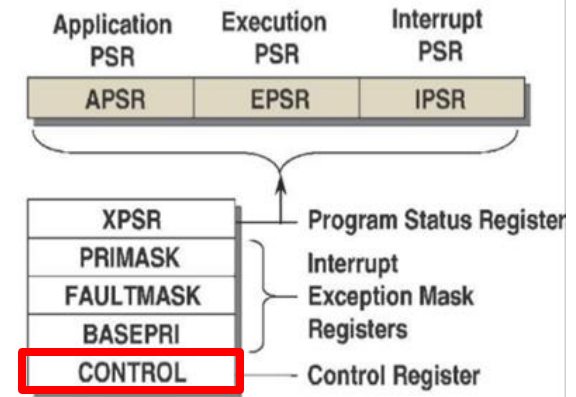 Application PSR
Execution PSR
Interrupt PSR
APSR
EPSR
IPSR
XPSR
Program Status Register
PRIMASK
FAULTMASK
BASEPRI
Interrupt
Exception Mask
Registers
CONTROL
Control Register